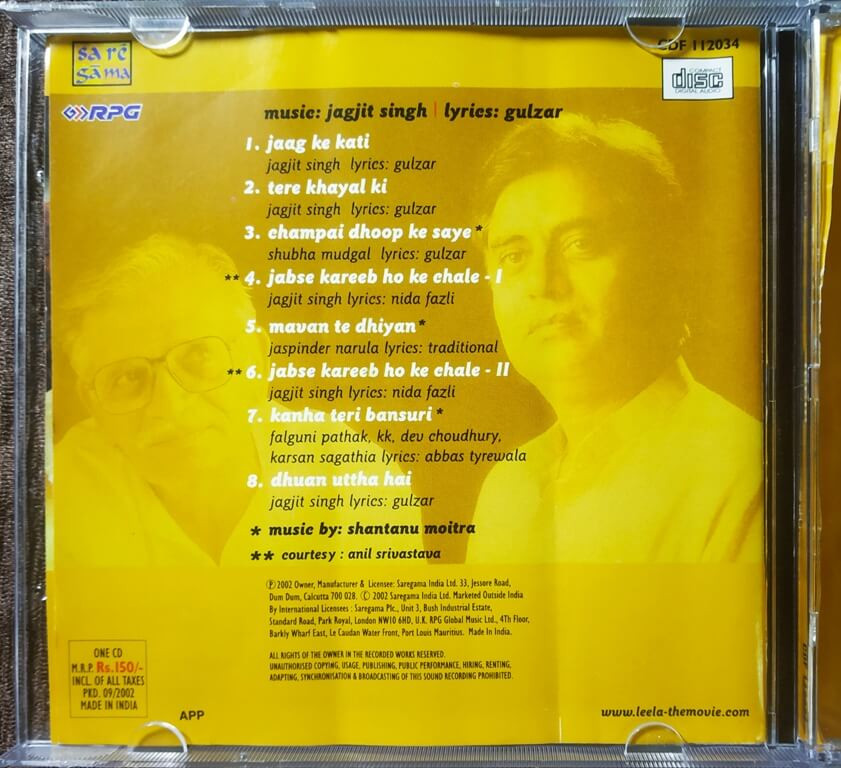 sa rē
gāma
RPG
CDF 112034
COMPACT
disc
DIGITAL AUDIO
music: jagjit singh | lyrics: gulzar
1. jaag ke kati
jagjit singh lyrics: gulzar
2. tere khayal ki
jagjit singh lyrics: gulzar
3. champai dhoop ke saye *
shubha mudgal lyrics: gulzar
** 4. jabse kareeb ho ke chale - I
jagjit singh lyrics: nida fazli
5. mavan te dhiyan *
jaspinder narula lyrics: traditional
** 6. jabse kareeb ho ke chale - II
jagjit singh lyrics: nida fazli
7. kanha teri bansuri *
falguni pathak, kk, dev choudhury,
karsan sagathia lyrics: abbas tyrewala
8. dhuan uttha hai
jagjit singh lyrics: gulzar
* music by: shantanu moitra
** courtesy : anil srivastava
Ⓟ 2002 Owner, Manufacturer & Licensee: Saregama India Ltd. 33, Jessore Road,
Dum Dum, Calcutta 700 028. © 2002 Saregama India Ltd. Marketed Outside India
By International Licensees : Saregama Plc., Unit 3, Bush Industrial Estate,
Standard Road, Park Royal, London NW10 6HD, U.K. RPG Global Music Ltd., 4Th Floor,
Barkly Wharf East, Le Caudan Water Front, Port Louis Mauritius. Made In India.
ALL RIGHTS OF THE OWNER IN THE RECORDED WORKS RESERVED.
UNAUTHORISED COPYING, USAGE, PUBLISHING, PUBLIC PERFORMANCE, HIRING, RENTING,
ADAPTING, SYNCHRONISATION & BROADCASTING OF THIS SOUND RECORDING PROHIBITED.
ONE CD
M.R.P. Rs.150/-
INCL. OF ALL TAXES
PKD. 09/2002
MADE IN INDIA
APP
www.leela-themovie.com